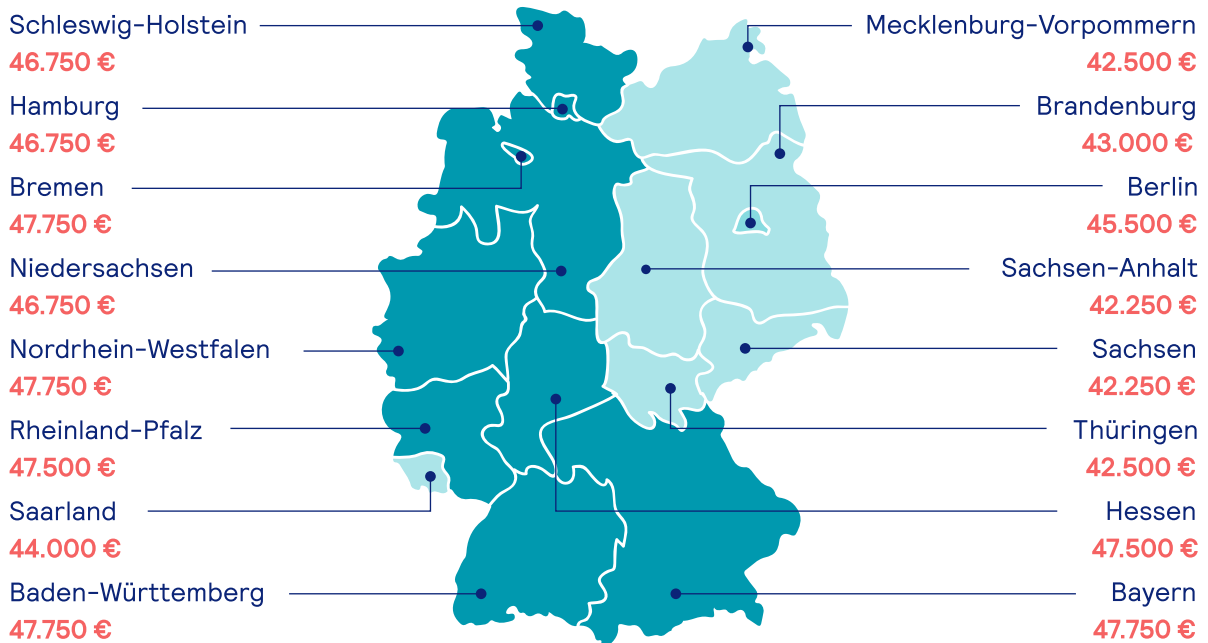 Schleswig-Holstein
46.750 €
Hamburg
46.750 €
Bremen
47.750 €
Niedersachsen
46.750 €
Nordrhein-Westfalen
47.750 €
Rheinland-Pfalz
47.500 €
Saarland
44.000 €
Baden-Württemberg
47.750 €
Mecklenburg-Vorpommern
42.500 €
Brandenburg
43.000 €
Berlin
45.500 €
Sachsen-Anhalt
42.250 €
Sachsen
42.250 €
Thüringen
42.500 €
Hessen
47.500 €
Bayern
47.750 €